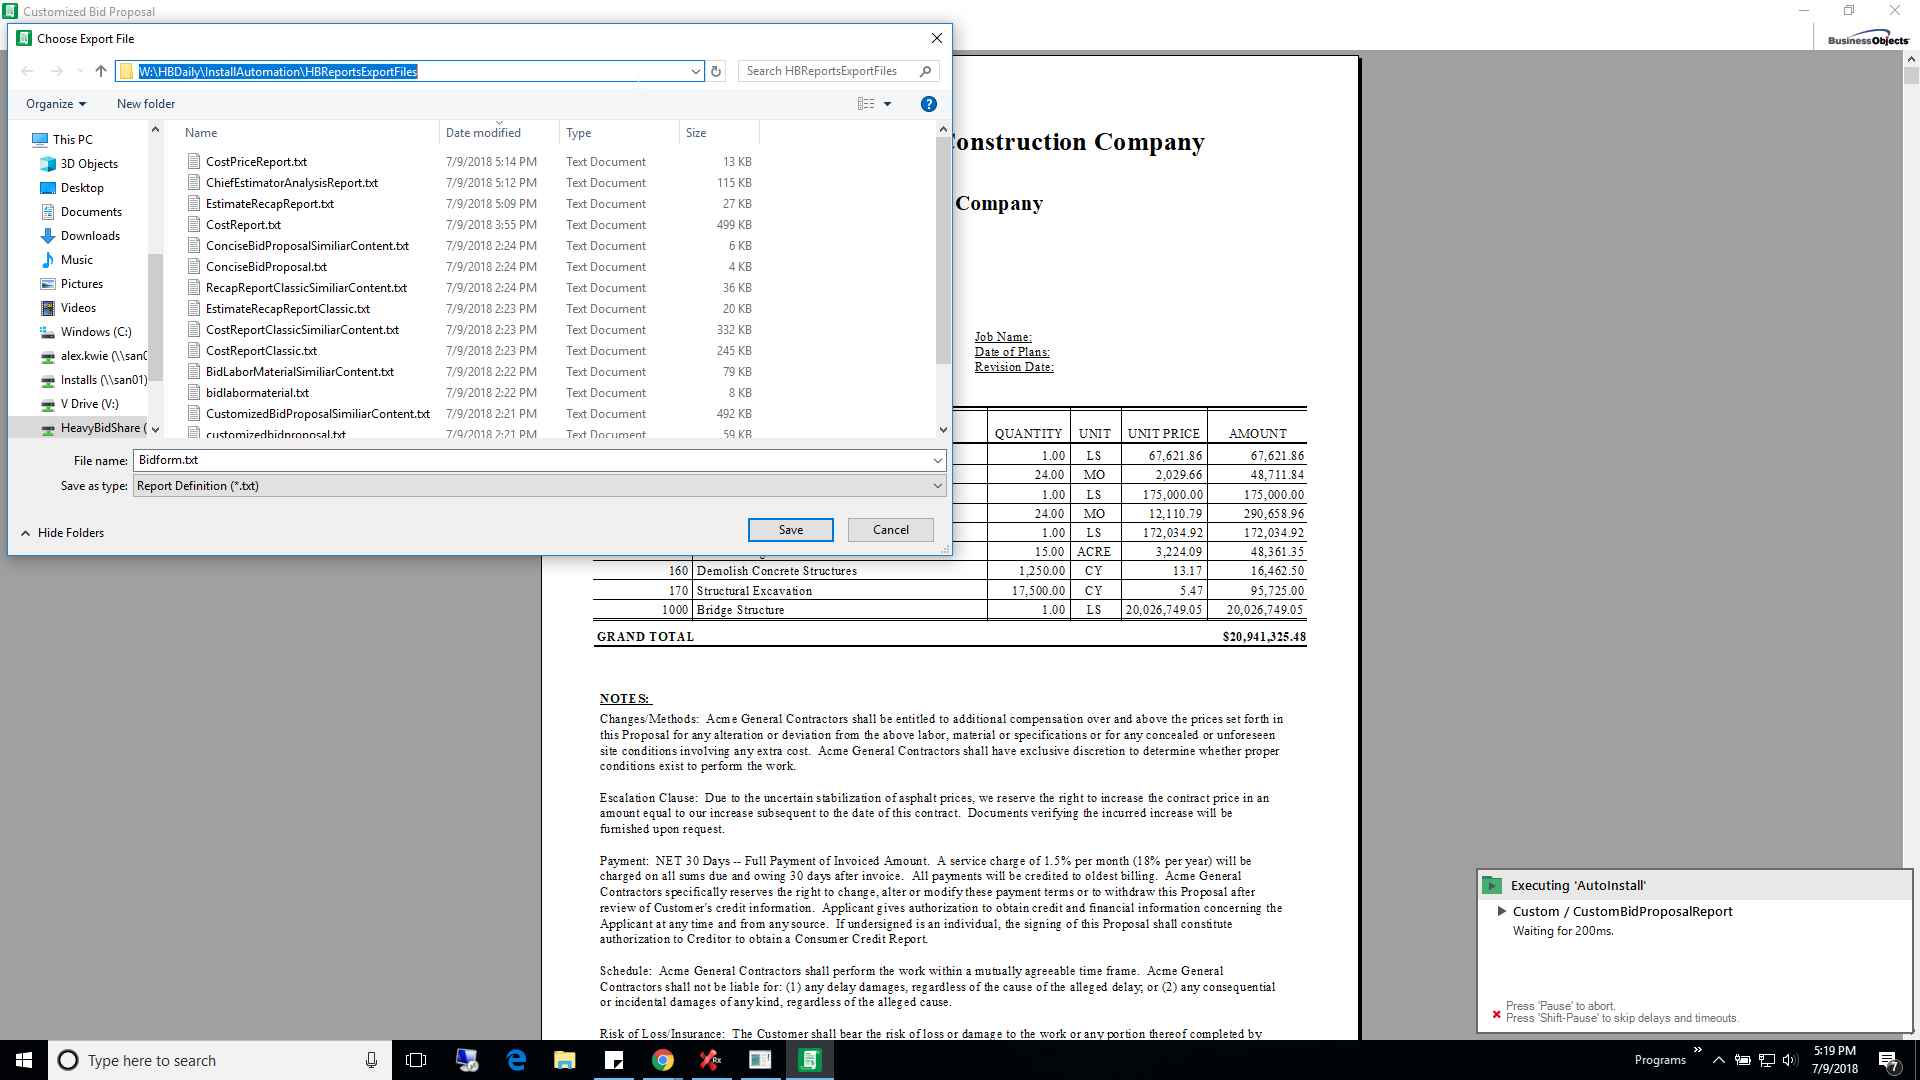 Customized Bid Proposal
Choose Export File
BusinessObjects
W:\HBDaily\InstallAutomation\HBReportsExportFiles
Search HBReportsExportFiles
Organize
New folder
This PC
3D Objects
Desktop
Documents
Downloads
Music
Pictures
Videos
Windows (C:)
alex.kwie (\\san0
Installs (\\san01)
V Drive (V:)
HeavyBidShare (
Name Date modified Type Size
CostPriceReport.txt 7/9/2018 5:14 PM Text Document 13 KB
ChiefEstimatorAnalysisReport.txt 7/9/2018 5:12 PM Text Document 115 KB
EstimateRecapReport.txt 7/9/2018 5:09 PM Text Document 27 KB
CostReport.txt 7/9/2018 3:55 PM Text Document 499 KB
ConciseBidProposalSimiliarContent.txt 7/9/2018 2:24 PM Text Document 6 KB
ConciseBidProposal.txt 7/9/2018 2:24 PM Text Document 4 KB
RecapReportClassicSimiliarContent.txt 7/9/2018 2:24 PM Text Document 36 KB
EstimateRecapReportClassic.txt 7/9/2018 2:23 PM Text Document 20 KB
CostReportClassicSimiliarContent.txt 7/9/2018 2:23 PM Text Document 332 KB
CostReportClassic.txt 7/9/2018 2:23 PM Text Document 245 KB
BidLaborMaterialSimiliarContent.txt 7/9/2018 2:22 PM Text Document 79 KB
bidlabormaterial.txt 7/9/2018 2:22 PM Text Document 8 KB
CustomizedBidProposalSimiliarContent.txt 7/9/2018 2:21 PM Text Document 492 KB
customizedbidproposal.txt 7/9/2018 2:21 PM Text Document 59 KB
File name: Bidform.txt
Save as type: Report Definition (*.txt)
Hide Folders
Save
Cancel
onstruction Company
Company
Job Name:
Date of Plans:
Revision Date:
QUANTITY UNIT UNIT PRICE AMOUNT
1.00 LS 67,621.86 67,621.86
24.00 MO 2,029.66 48,711.84
1.00 LS 175,000.00 175,000.00
24.00 MO 12,110.79 290,658.96
1.00 LS 172,034.92 172,034.92
15.00 ACRE 3,224.09 48,361.35
160 Demolish Concrete Structures 1,250.00 CY 13.17 16,462.50
170 Structural Excavation 17,500.00 CY 5.47 95,725.00
1000 Bridge Structure 1.00 LS 20,026,749.05 20,026,749.05
GRAND TOTAL $20,941,325.48
NOTES:
Changes/Methods: Acme General Contractors shall be entitled to additional compensation over and above the prices set forth in
this Proposal for any alteration or deviation from the above labor, material or specifications or for any concealed or unforeseen
site conditions involving any extra cost. Acme General Contractors shall have exclusive discretion to determine whether proper
conditions exist to perform the work.
Escalation Clause: Due to the uncertain stabilization of asphalt prices, we reserve the right to increase the contract price in an
amount equal to our increase subsequent to the date of this contract. Documents verifying the incurred increase will be
furnished upon request.
Payment: NET 30 Days -- Full Payment of Invoiced Amount. A service charge of 1.5% per month (18% per year) will be
charged on all sums due and owing 30 days after invoice. All payments will be credited to oldest billing. Acme General
Contractors specifically reserves the right to change, alter or modify these payment terms or to withdraw this Proposal after
review of Customer's credit information. Applicant gives authorization to obtain credit and financial information concerning the
Applicant at any time and from any source. If undersigned is an individual, the signing of this Proposal shall constitute
authorization to Creditor to obtain a Consumer Credit Report.
Schedule: Acme General Contractors shall perform the work within a mutually agreeable time frame. Acme General
Contractors shall not be liable for: (1) any delay damages, regardless of the cause of the alleged delay; or (2) any consequential
or incidental damages of any kind, regardless of the alleged cause.
Risk of Loss/Insurance: The Customer shall bear the risk of loss or damage to the work or any portion thereof completed by
Executing 'AutoInstall'
Custom / CustomBidProposalReport
Waiting for 200ms.
Press 'Pause' to abort.
Press 'Shift-Pause' to skip delays and timeouts.
Type here to search
Programs
5:19 PM
7/9/2018
7